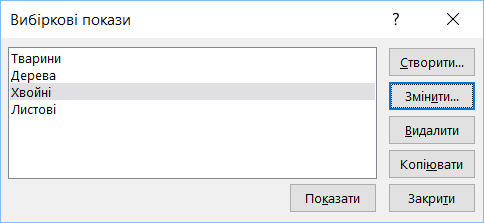 Вибіркові покази
?
Тварини
Дерева
Хвойні
Листові
Створити...
Змінити...
Видалити
Копіювати
Показати
Закрити